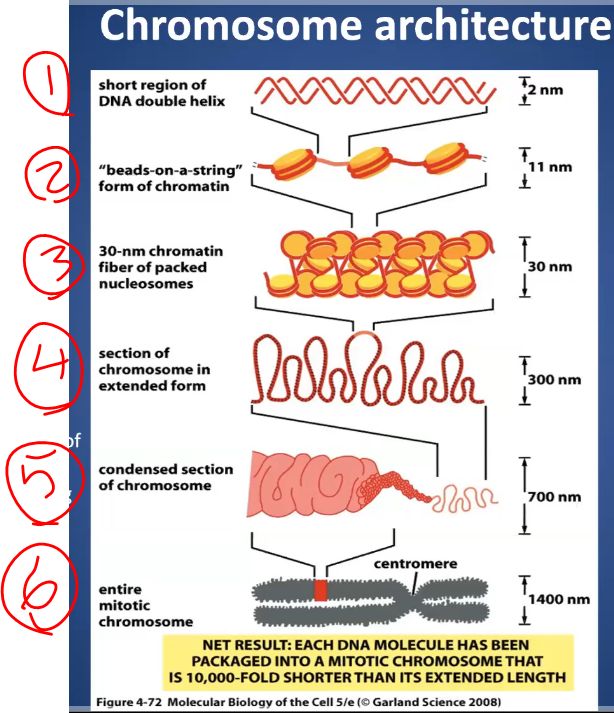 Chromosome architecture
1
short region of
DNA double helix
2 nm
2
"beads-on-a-string"
form of chromatin
11 nm
3
30-nm chromatin
fiber of packed
nucleosomes
30 nm
4
section of
chromosome in
extended form
300 nm
of
5
condensed section
of chromosome
700 nm
6
entire
mitotic
chromosome
centromere
1400 nm
NET RESULT: EACH DNA MOLECULE HAS BEEN
PACKAGED INTO A MITOTIC CHROMOSOME THAT
IS 10,000-FOLD SHORTER THAN ITS EXTENDED LENGTH
Figure 4-72 Molecular Biology of the Cell 5/e (© Garland Science 2008)